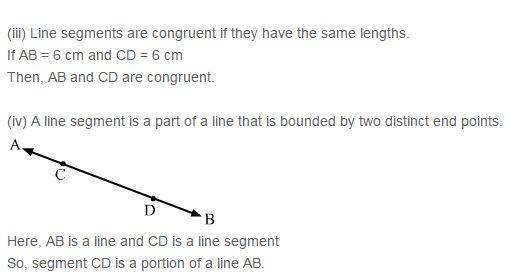 (iii) Line segments are congruent if they have the same lengths.
If AB = 6 cm and CD = 6 cm
Then, AB and CD are congruent.
(iv) A line segment is a part of a line that is bounded by two distinct end points.
A
C
D
B
Here, AB is a line and CD is a line segment
So, segment CD is a portion of a line AB.